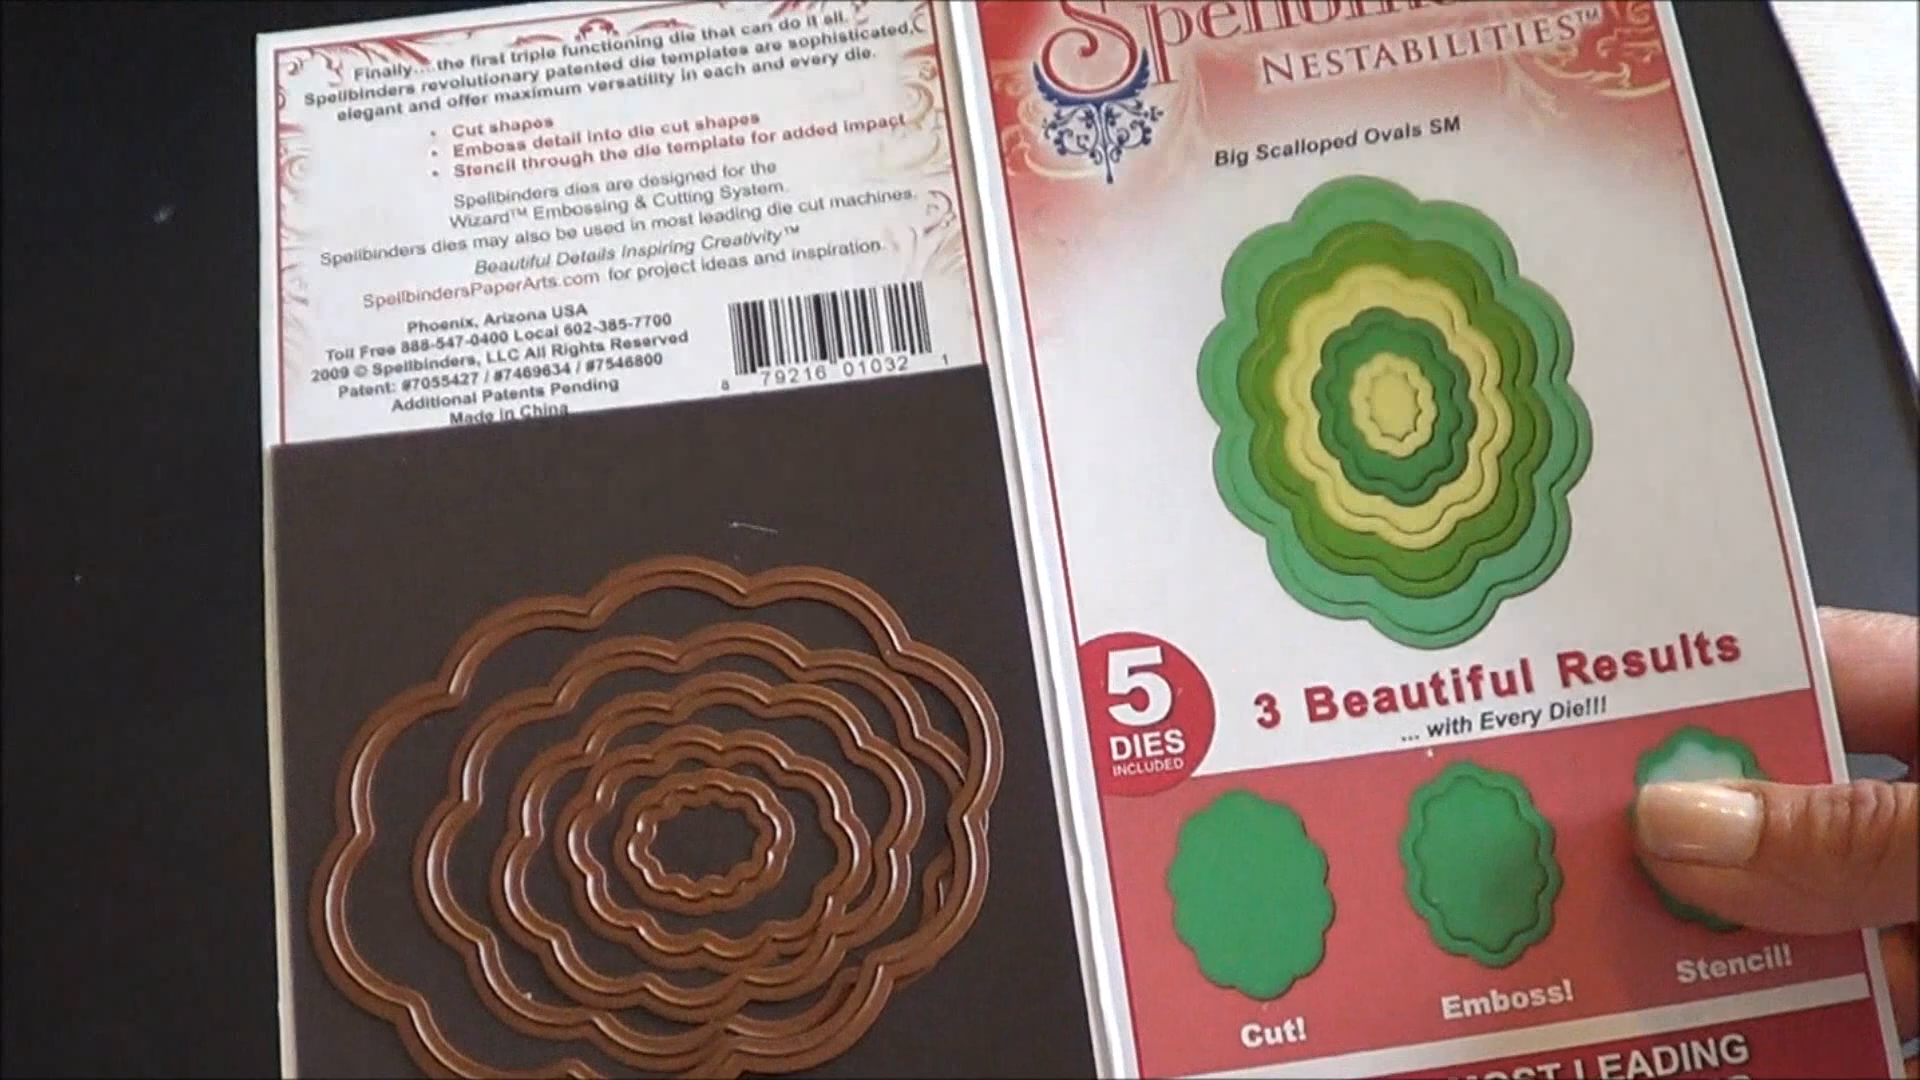 Finally... the first triple functioning die that can do it all.
Spellbinders revolutionary patented die templates are sophisticated,
elegant and offer maximum versatility in each and every die.
• Cut shapes
• Emboss detail into die cut shapes
• Stencil through the die template for added impact
Spellbinders dies are designed for the
Wizard™ Embossing & Cutting System.
Spellbinders dies may also be used in most leading die cut machines.
Beautiful Details Inspiring Creativity™
SpellbindersPaperArts.com for project ideas and inspiration.
Phoenix, Arizona USA
Toll Free 888-547-0400 Local 602-385-7700
2009 © Spellbinders, LLC All Rights Reserved
Patent: #7055427 / #7469634 / #7546800
Additional Patents Pending
Made in China
8 79216 01032 1
NESTABILITIES™
Big Scalloped Ovals SM
5
DIES
INCLUDED
3 Beautiful Results
... with Every Die!!!
Cut!
Emboss!
Stencil!
MOST LEADING